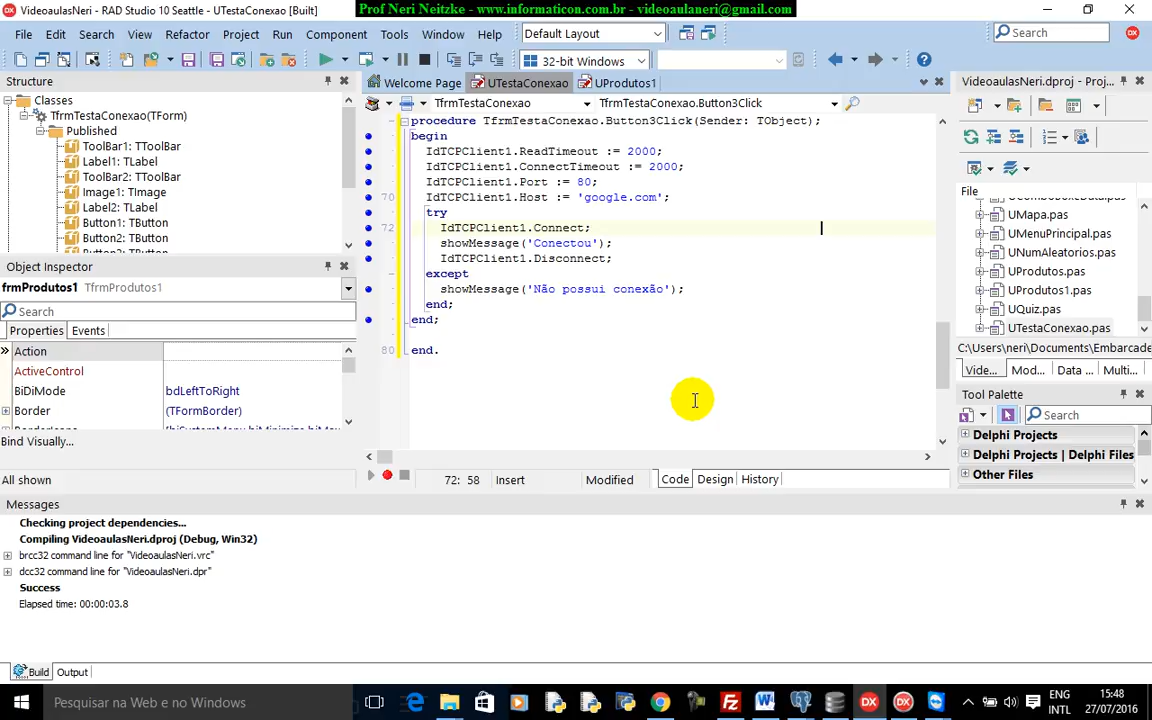 VideoaulasNeri - RAD Studio 10 Seattle - UTestaConexao [Built]
Prof Neri Neitzke - www.informaticon.com.br - videoaulaneri@gmail.com
File Edit Search View Refactor Project Run Component Tools Window Help
Default Layout
Search
32-bit Windows
Structure
Classes
TfrmTestaConexao(TForm)
Published
ToolBar1: TToolBar
Label1: TLabel
ToolBar2: TToolBar
Image1: TImage
Label2: TLabel
Button1: TButton
Button2: TButton
Object Inspector
frmProdutos1 TfrmProdutos1
Search
Properties Events
Action
ActiveControl
BiDiMode bdLeftToRight
Border (TFormBorder)
Bind Visually...
All shown
Welcome Page UTestaConexao UProdutos1
TfrmTestaConexao TfrmTestaConexao.Button3Click
procedure TfrmTestaConexao.Button3Click(Sender: TObject);
begin
IdTCPClient1.ReadTimeout := 2000;
IdTCPClient1.ConnectTimeout := 2000;
IdTCPClient1.Port := 80;
70 IdTCPClient1.Host := 'google.com';
try
72 IdTCPClient1.Connect;
showMessage('Conectou');
IdTCPClient1.Disconnect;
except
showMessage('Não possui conexão');
end;
end;
80 end.
72: 58 Insert Modified Code Design History
VideoaulasNeri.dproj - Proj...
File
UMapa.pas
UMenuPrincipal.pas
UNumAleatorios.pas
UProdutos.pas
UProdutos1.pas
UQuiz.pas
UTestaConexao.pas
C:\Users\neri\Documents\Embarcade
Vide... Mod... Data ... Multi...
Tool Palette
Search
Delphi Projects
Delphi Projects | Delphi Files
Other Files
Messages
Checking project dependencies...
Compiling VideoaulasNeri.dproj (Debug, Win32)
brcc32 command line for "VideoaulasNeri.vrc"
dcc32 command line for "VideoaulasNeri.dpr"
Success
Elapsed time: 00:00:03.8
Build Output
Pesquisar na Web e no Windows
ENG
INTL
15:48
27/07/2016